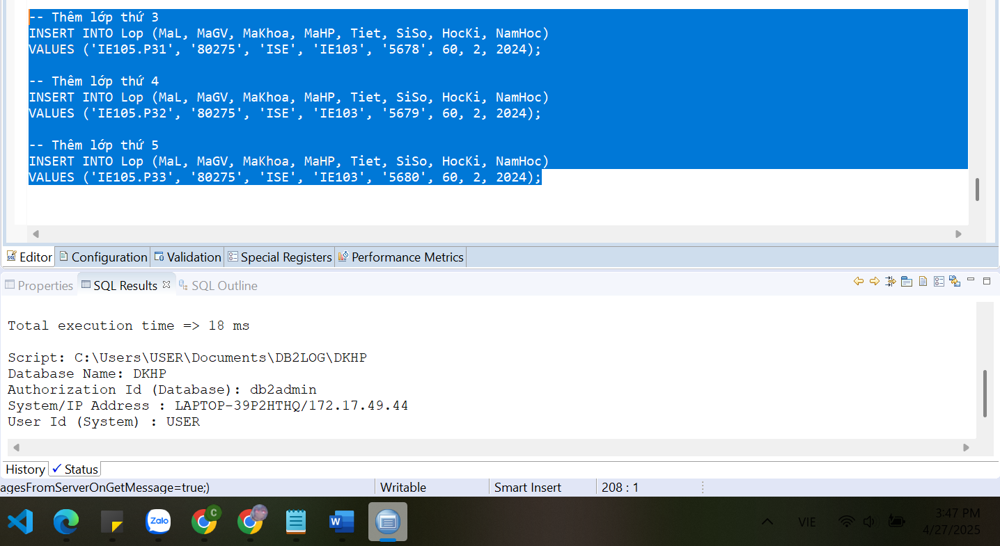 -- Thêm lớp thứ 3
INSERT INTO Lop (MaL, MaGV, MaKhoa, MaHP, Tiet, SiSo, HocKi, NamHoc)
VALUES ('IE105.P31', '80275', 'ISE', 'IE103', '5678', 60, 2, 2024);
-- Thêm lớp thứ 4
INSERT INTO Lop (MaL, MaGV, MaKhoa, MaHP, Tiet, SiSo, HocKi, NamHoc)
VALUES ('IE105.P32', '80275', 'ISE', 'IE103', '5679', 60, 2, 2024);
-- Thêm lớp thứ 5
INSERT INTO Lop (MaL, MaGV, MaKhoa, MaHP, Tiet, SiSo, HocKi, NamHoc)
VALUES ('IE105.P33', '80275', 'ISE', 'IE103', '5680', 60, 2, 2024);
Editor Configuration Validation Special Registers Performance Metrics
Properties SQL Results SQL Outline
Total execution time => 18 ms
Script: C:\Users\USER\Documents\DB2LOG\DKHP
Database Name: DKHP
Authorization Id (Database): db2admin
System/IP Address : LAPTOP-39P2HTHQ/172.17.49.44
User Id (System) : USER
History Status
agesFromServerOnGetMessage=true;) Writable Smart Insert 208 : 1
Zalo C W VIE 3:47 PM
4/27/2025